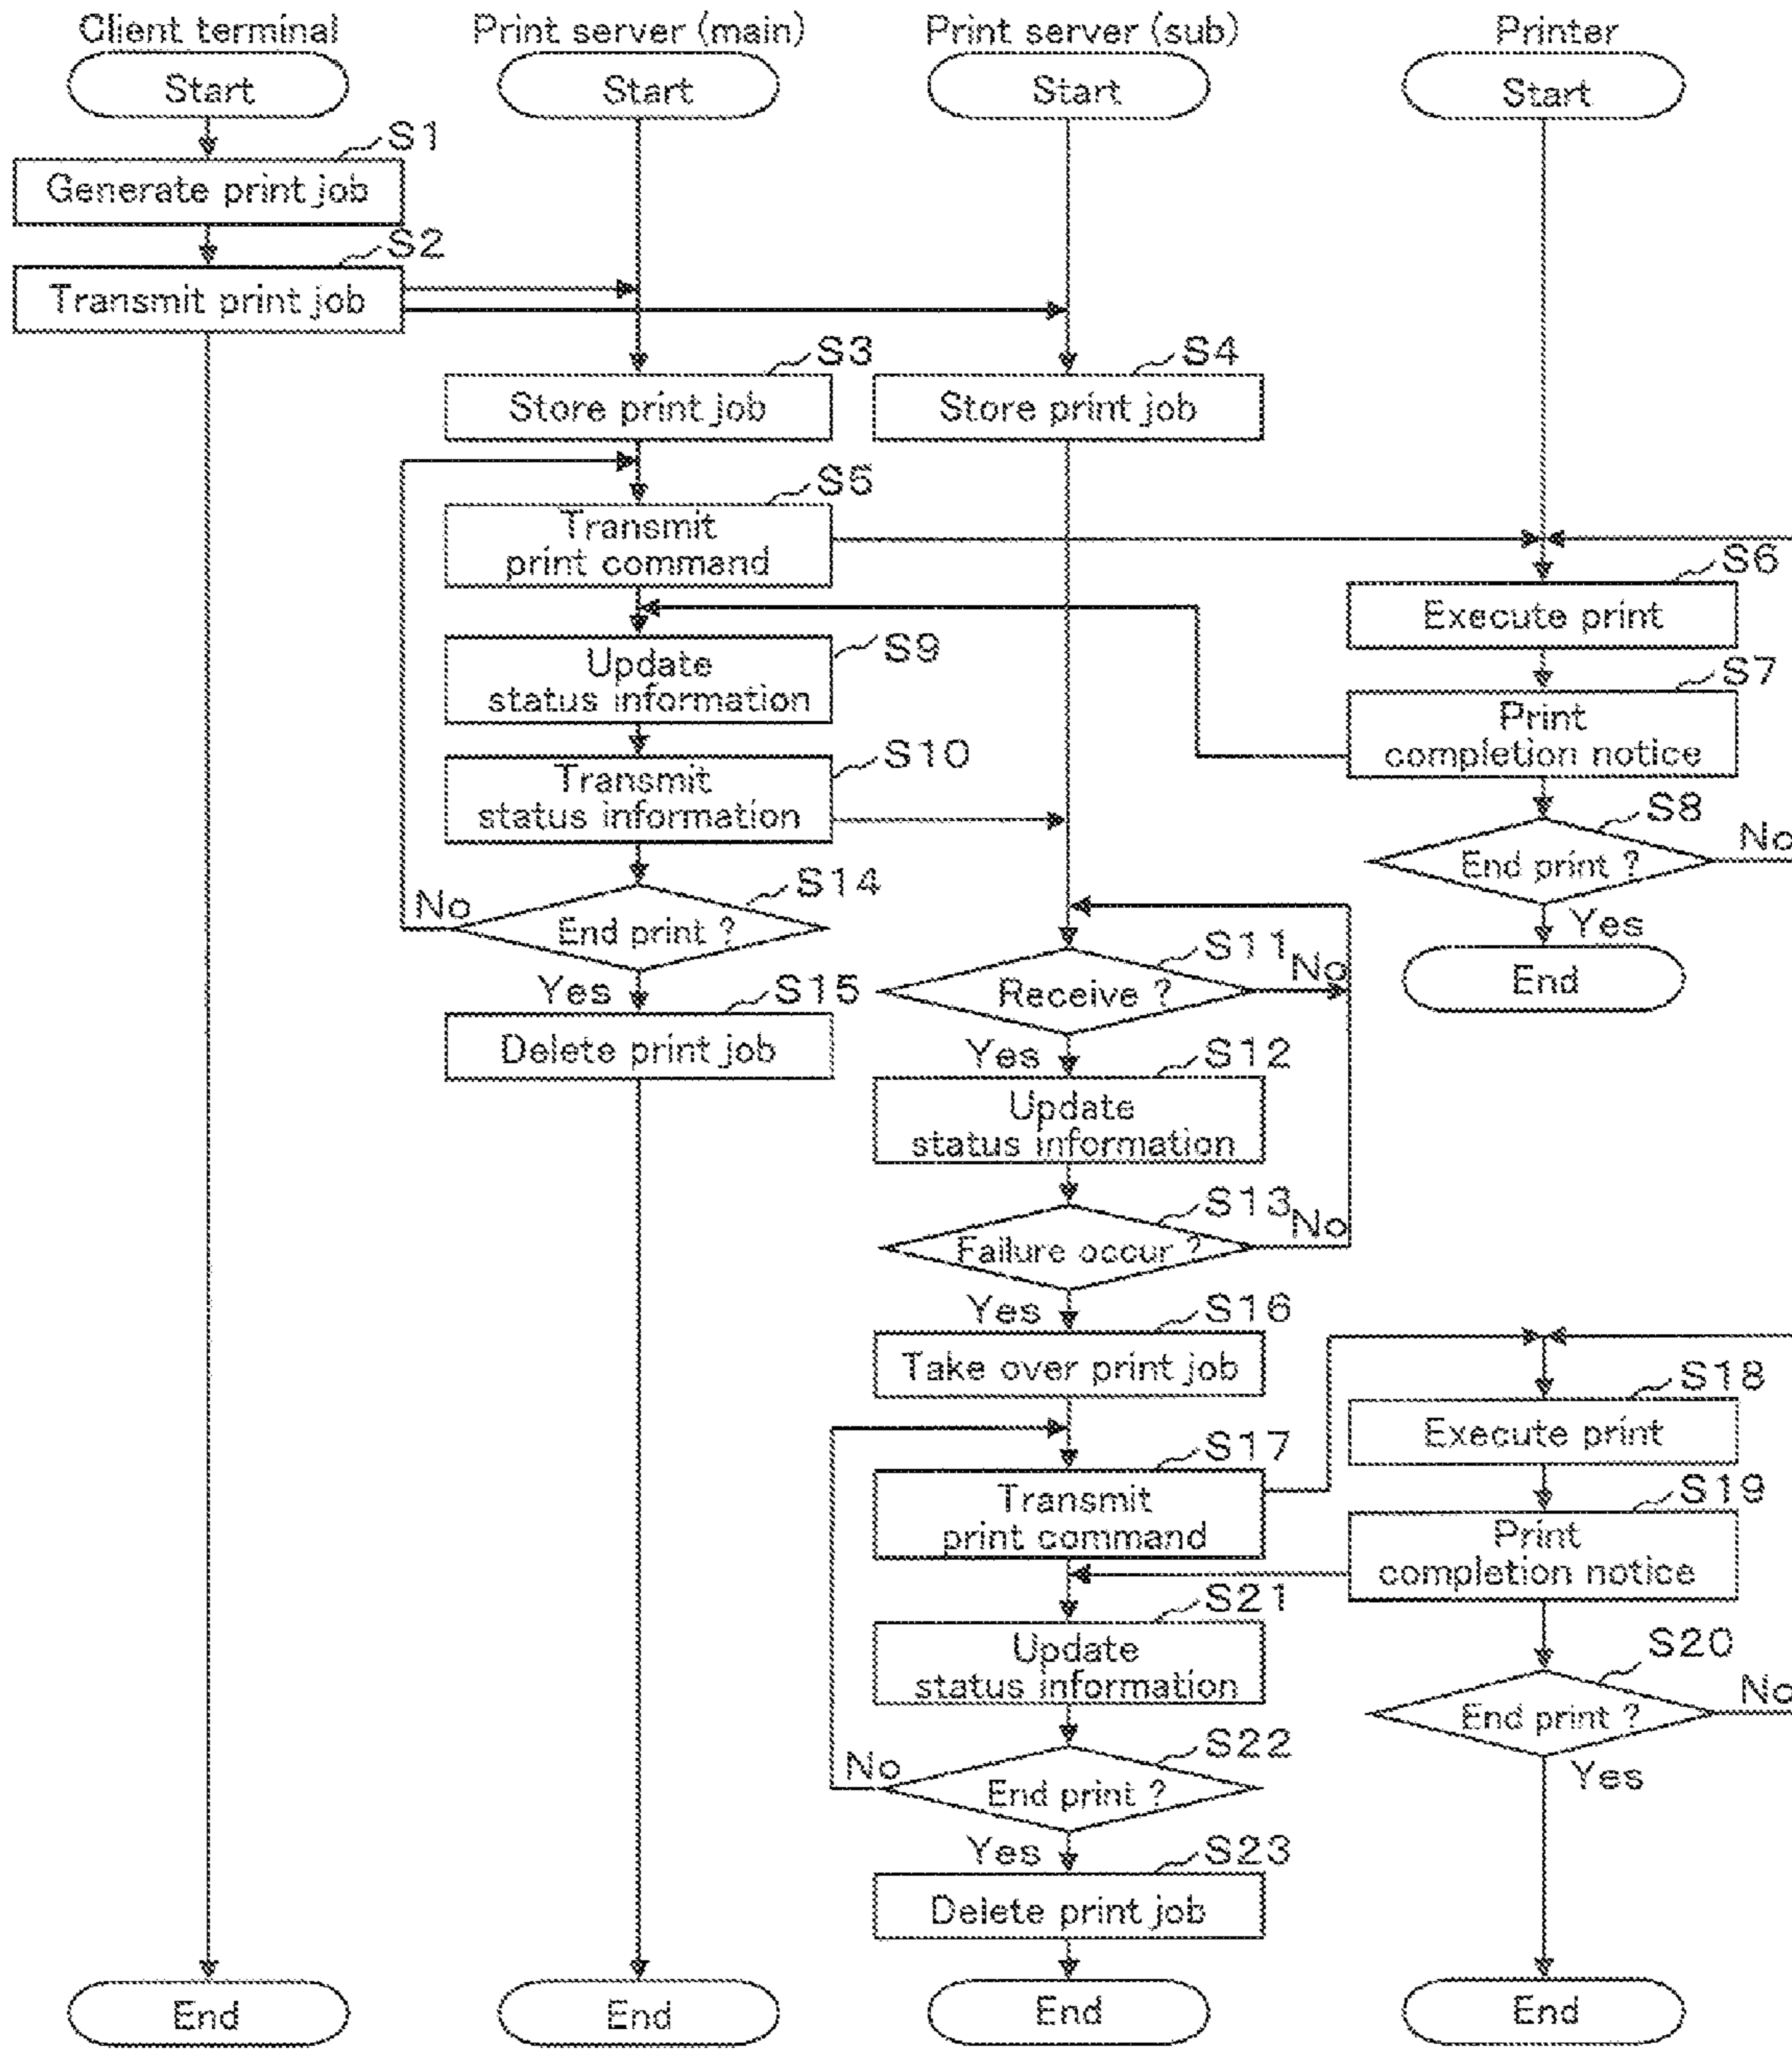 Client terminal
Print server (main)
Print server (sub)
Printer
Start
Start
Start
Start
S1
Generate print job
S2
Transmit print job
S3
Store print job
S4
Store print job
S5
Transmit
print command
S6
Execute print
S9
Update
status information
S7
Print
completion notice
S10
Transmit
status information
S8
End print ?
No
Yes
End
S14
End print ?
No
Yes
S11
Receive ?
No
Yes
S15
Delete print job
S12
Update
status information
S13
Failure occur ?
No
Yes
S16
Take over print job
S17
Transmit
print command
S18
Execute print
S19
Print
completion notice
S21
Update
status information
S20
End print ?
No
Yes
S22
End print ?
No
Yes
S23
Delete print job
End
End
End
End